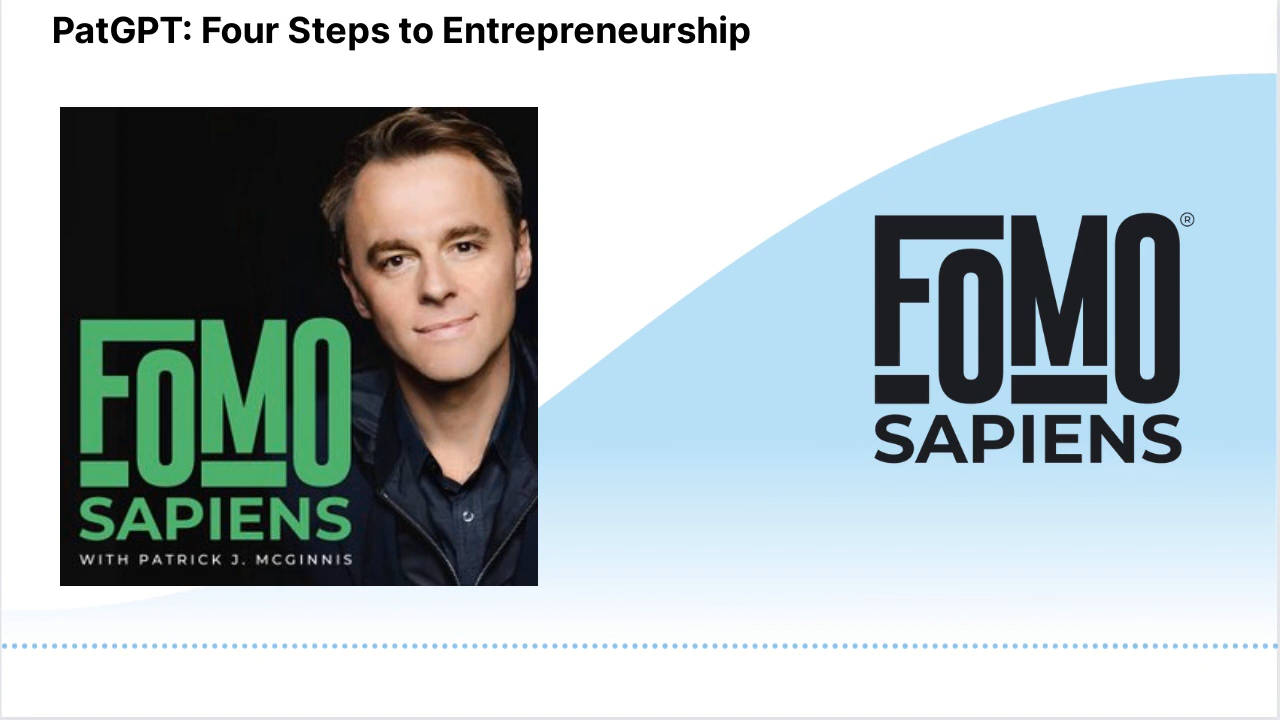 PatGPT: Four Steps to Entrepreneurship
FOMO
SAPIENS
WITH PATRICK J. MCGINNIS
FOMO®
SAPIENS